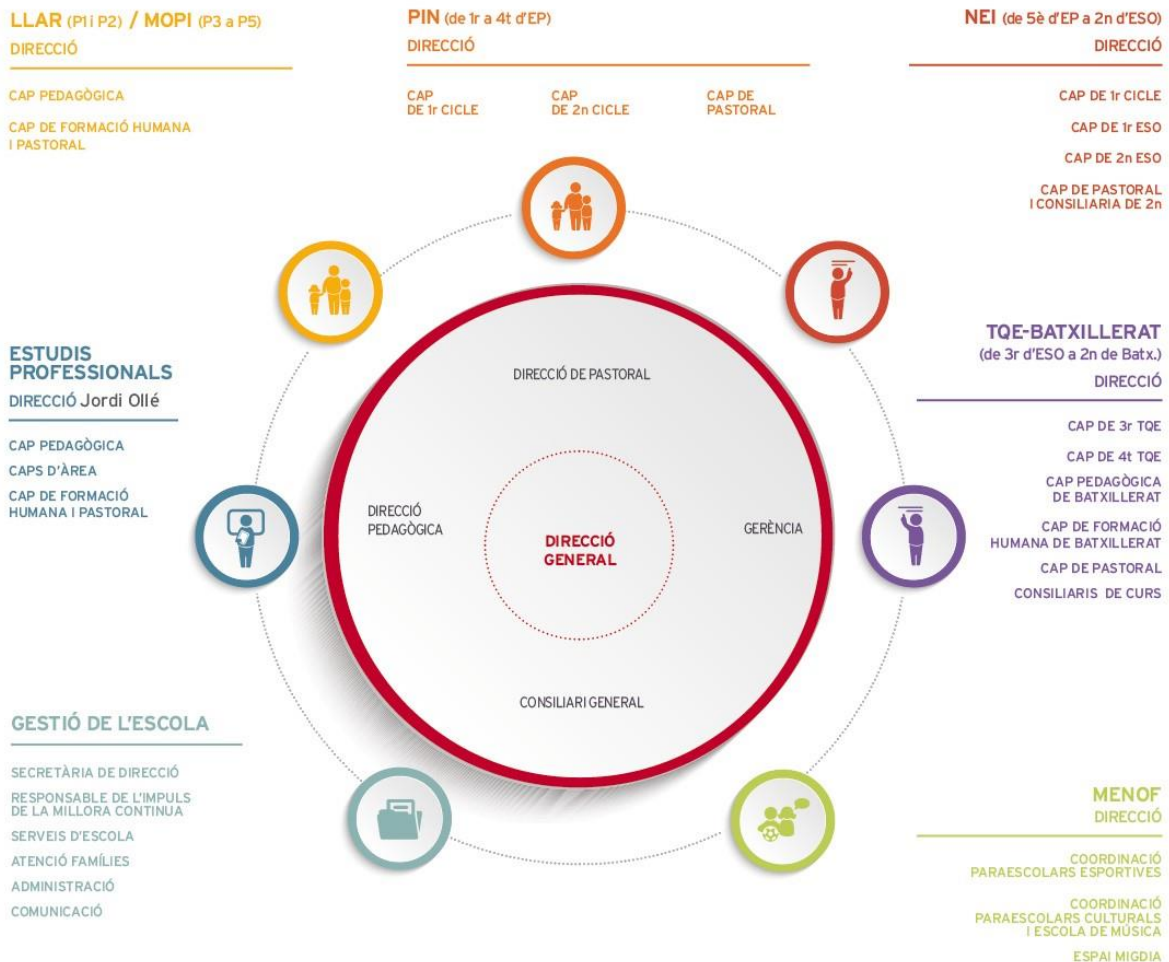 LLAR (P1 i P2) / MOPI (P3 a P5)
DIRECCIÓ
CAP PEDAGÒGICA
CAP DE FORMACIÓ HUMANA
I PASTORAL
PIN (de 1r a 4t d'EP)
DIRECCIÓ
CAP
DE 1r CICLE
CAP
DE 2n CICLE
CAP DE
PASTORAL
NEI (de 5è d'EP a 2n d'ESO)
DIRECCIÓ
CAP DE 1r CICLE
CAP DE 1r ESO
CAP DE 2n ESO
CAP DE PASTORAL
I CONSILIARIA DE 2n
ESTUDIS
PROFESSIONALS
DIRECCIÓ Jordi Ollé
CAP PEDAGÒGICA
CAPS D'ÀREA
CAP DE FORMACIÓ
HUMANA I PASTORAL
DIRECCIÓ DE PASTORAL
DIRECCIÓ
PEDAGÒGICA
DIRECCIÓ
GENERAL
GERÈNCIA
CONSILIARI GENERAL
TQE-BATXILLERAT
(de 3r d'ESO a 2n de Batx.)
DIRECCIÓ
CAP DE 3r TQE
CAP DE 4t TQE
CAP PEDAGÒGICA
DE BATXILLERAT
CAP DE FORMACIÓ
HUMANA DE BATXILLERAT
CAP DE PASTORAL
CONSILIARIS DE CURS
GESTIÓ DE L'ESCOLA
SECRETÀRIA DE DIRECCIÓ
RESPONSABLE DE L'IMPULS
DE LA MILLORA CONTINUA
SERVEIS D'ESCOLA
ATENCIÓ FAMÍLIES
ADMINISTRACIÓ
COMUNICACIÓ
MENOF
DIRECCIÓ
COORDINACIÓ
PARAESCOLARS ESPORTIVES
COORDINACIÓ
PARAESCOLARS CULTURALS
I ESCOLA DE MÚSICA
ESPAI MIGDIA